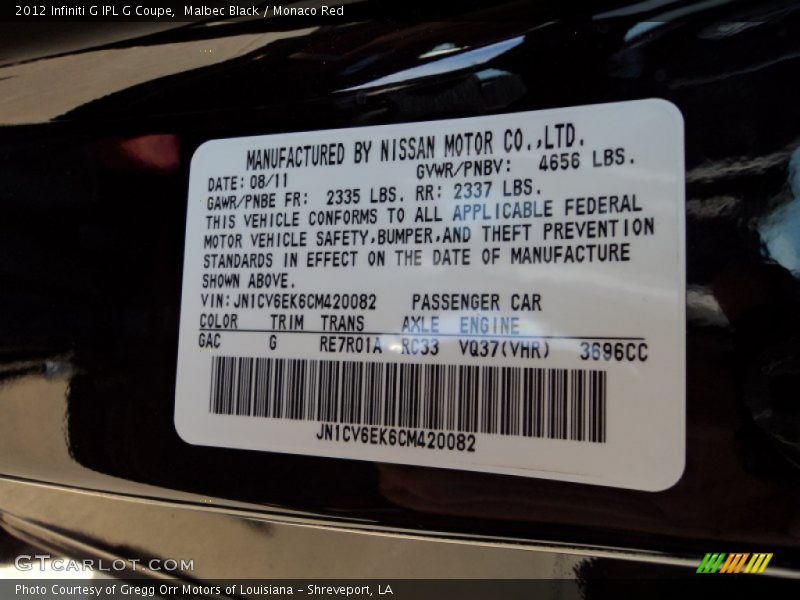 2012 Infiniti G IPL G Coupe,  Malbec Black / Monaco Red
MANUFACTURED BY NISSAN MOTOR CO.,LTD.
DATE: 08/11 GVWR/PNBV: 4656 LBS.
GAWR/PNBE FR: 2335 LBS. RR: 2337 LBS.
THIS VEHICLE CONFORMS TO ALL APPLICABLE FEDERAL
MOTOR VEHICLE SAFETY,BUMPER,AND THEFT PREVENTION
STANDARDS IN EFFECT ON THE DATE OF MANUFACTURE
SHOWN ABOVE.
VIN:JN1CV6EK6CM420082 PASSENGER CAR
COLOR TRIM TRANS AXLE ENGINE
GAC G RE7R01A RC33 VQ37(VHR) 3696CC
JN1CV6EK6CM420082
GTCARLOT.COM
Photo Courtesy of Gregg Orr Motors of Louisiana – Shreveport, LA